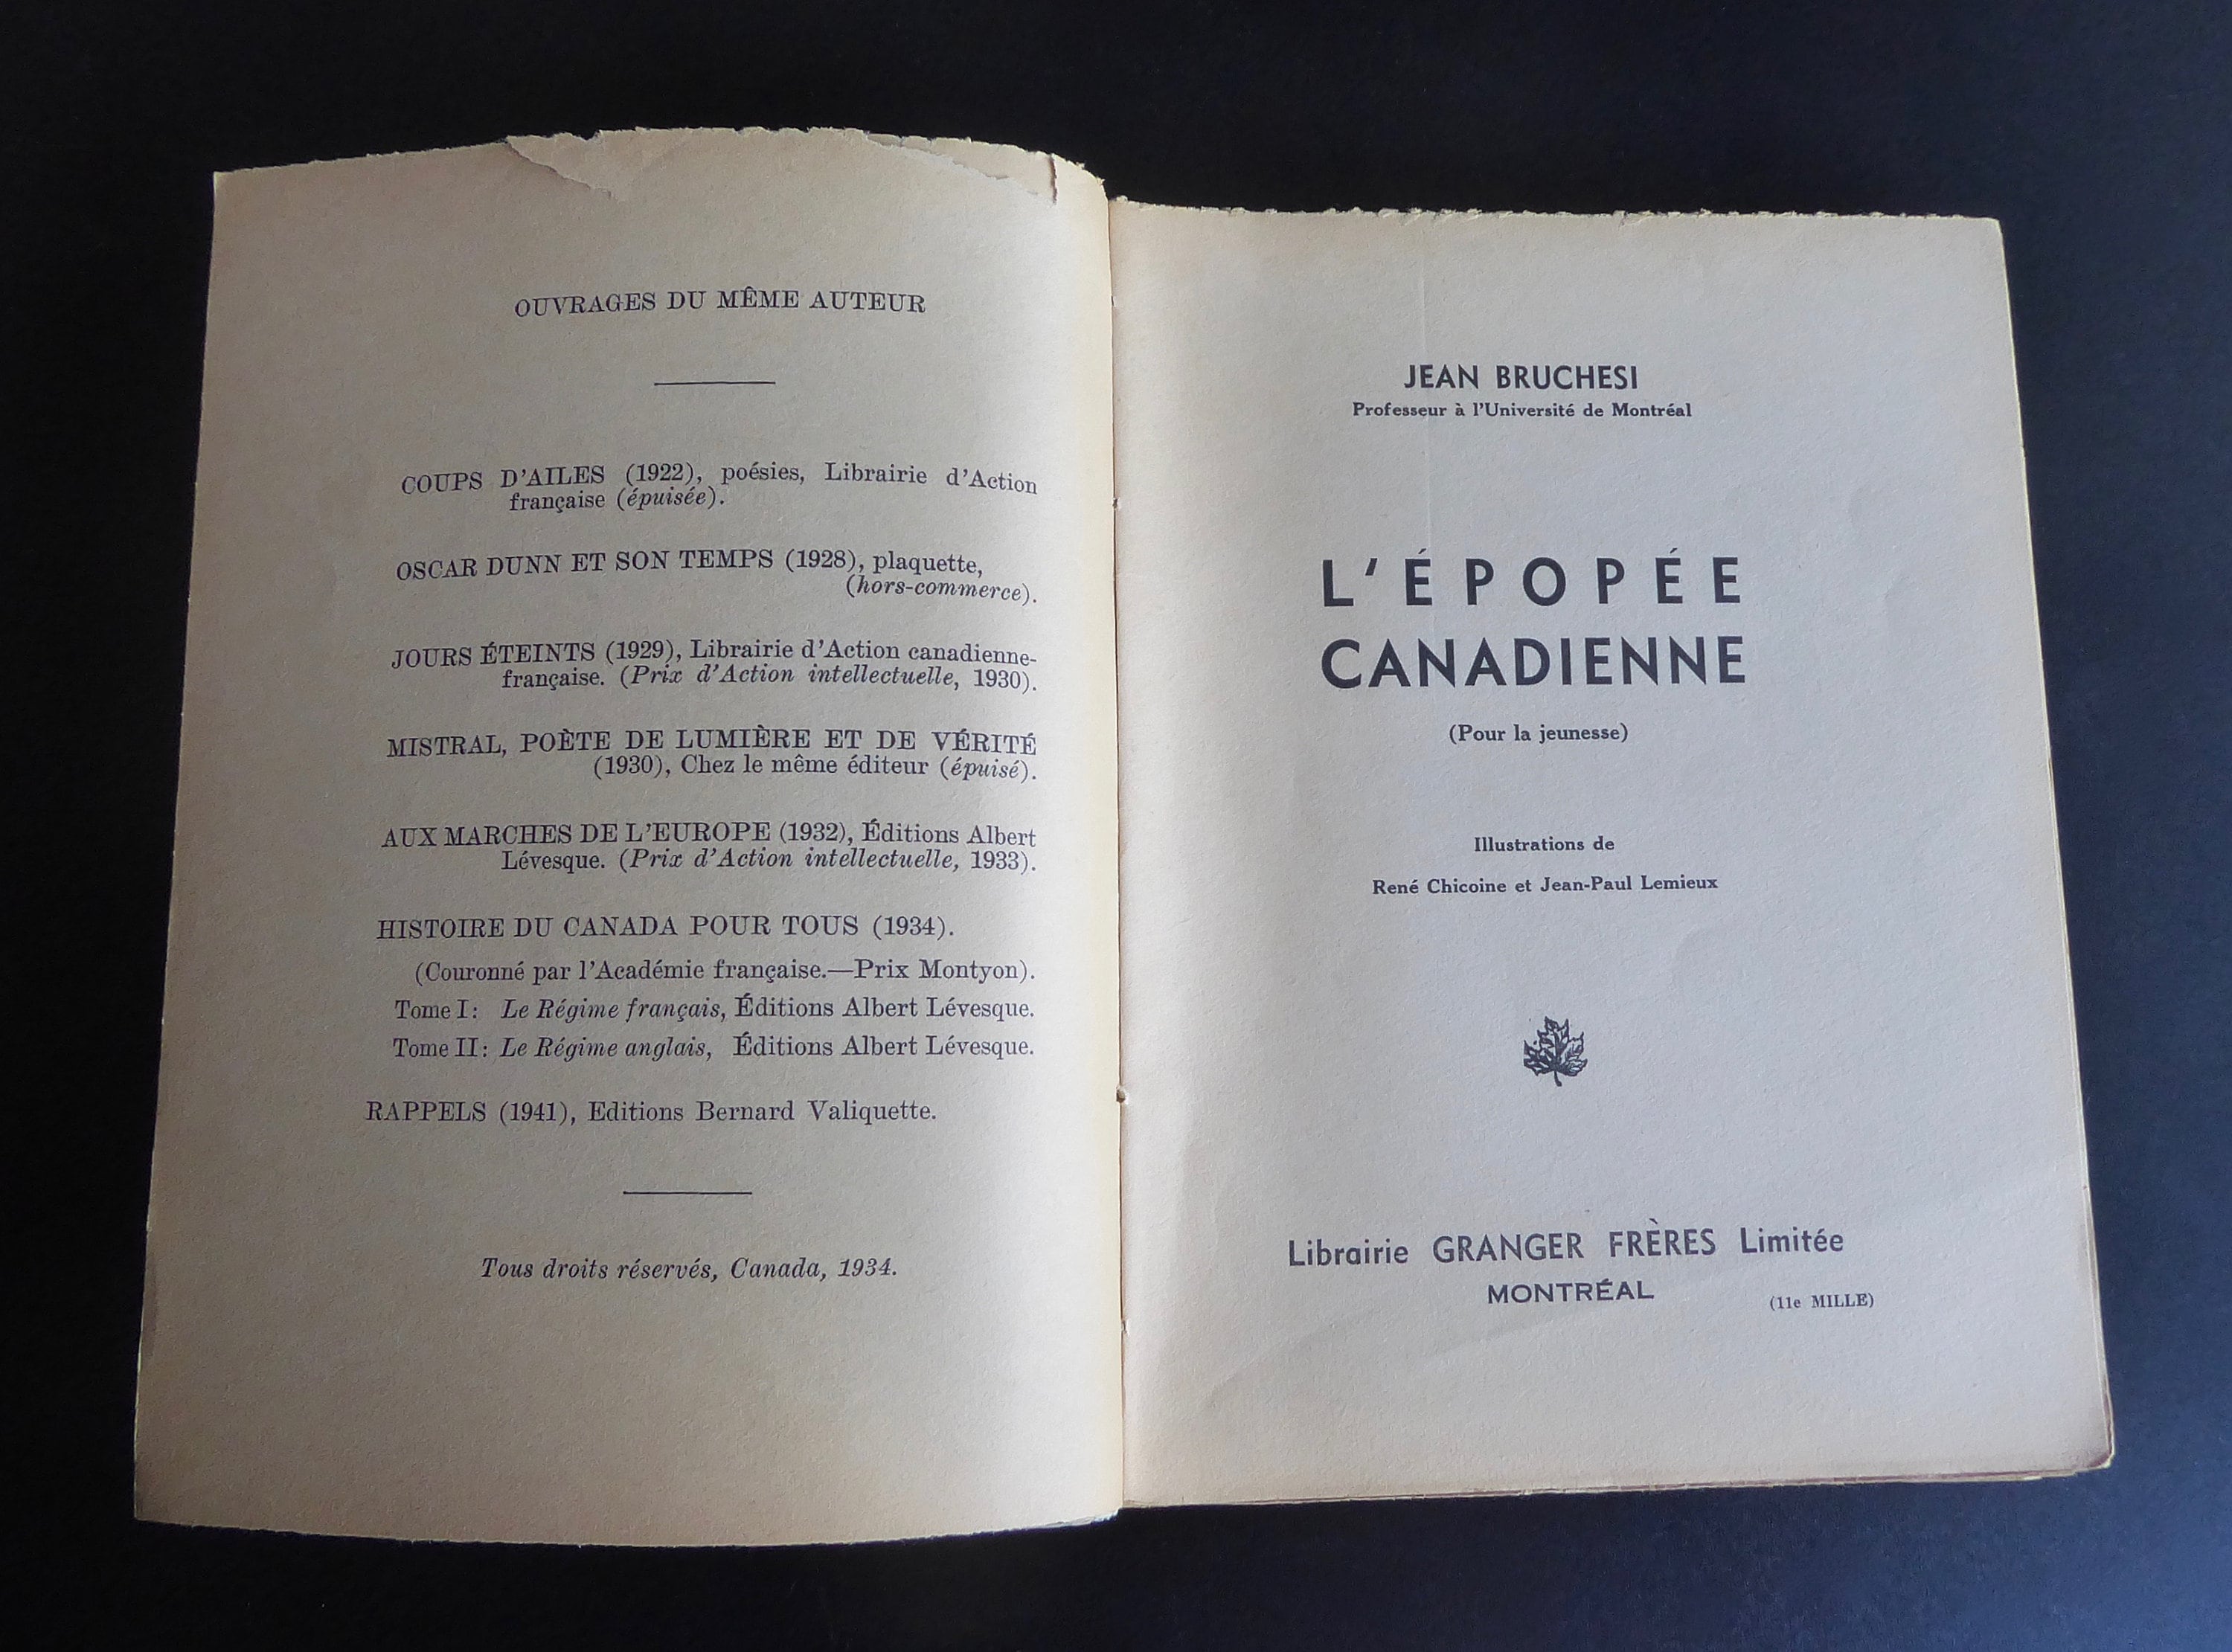 OUVRAGES DU MÊME AUTEUR
COUPS D'AILES (1922), poésies, Librairie d'Action
française (épuisée).
OSCAR DUNN ET SON TEMPS (1928), plaquette,
(hors-commerce).
JOURS ÉTEINTS (1929), Librairie d'Action canadienne-
française. (Prix d'Action intellectuelle, 1930).
MISTRAL, POÈTE DE LUMIÈRE ET DE VÉRITÉ
(1930), Chez le même éditeur (épuisé).
AUX MARCHES DE L'EUROPE (1932), Éditions Albert
Lévesque. (Prix d'Action intellectuelle, 1933).
HISTOIRE DU CANADA POUR TOUS (1934).
(Couronné par l'Académie française.—Prix Montyon).
Tome I: Le Régime français, Éditions Albert Lévesque.
Tome II: Le Régime anglais, Éditions Albert Lévesque.
RAPPELS (1941), Editions Bernard Valiquette.
Tous droits réservés, Canada, 1934.
JEAN BRUCHESI
Professeur à l'Université de Montréal
L'ÉPOPÉE
CANADIENNE
(Pour la jeunesse)
Illustrations de
René Chicoine et Jean-Paul Lemieux
Librairie GRANGER FRÈRES Limitée
MONTRÉAL
(11e MILLE)